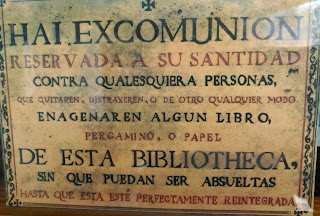 HAI EXCOMUNION
RESERVADA A SU SANTIDAD
CONTRA QUALESQUIERA PERSONAS,
QUE QUITAREN, DISTRAXEREN, O DE OTRO QUALQUIER MODO
ENAGENAREN ALGUN LIBRO,
PERGAMINO, O PAPEL
DE ESTA BIBLIOTHECA,
SIN QUE PUEDAN SER ABSUELTAS
HASTA QUE ESTA ESTÉ PERFECTAMENTE REINTEGRADA.